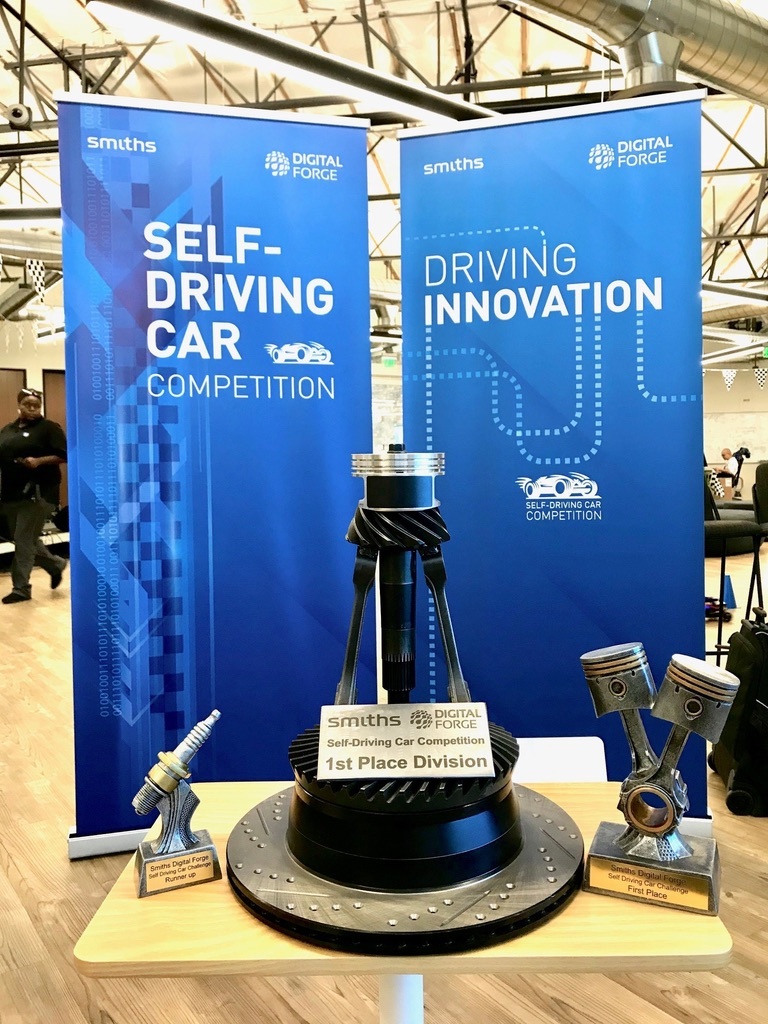 smiths
DIGITAL
FORGE
SELF-
DRIVING
CAR
COMPETITION
smiths
DIGITAL
FORGE
DRIVING
INNOVATION
SELF-DRIVING CAR
COMPETITION
smiths DIGITAL
FORGE
Self-Driving Car Competition
1st Place Division
Smiths Digital Forge
Self Driving Car Challenge
Runner up
Smiths Digital Forge
Self Driving Car Challenge
First Place